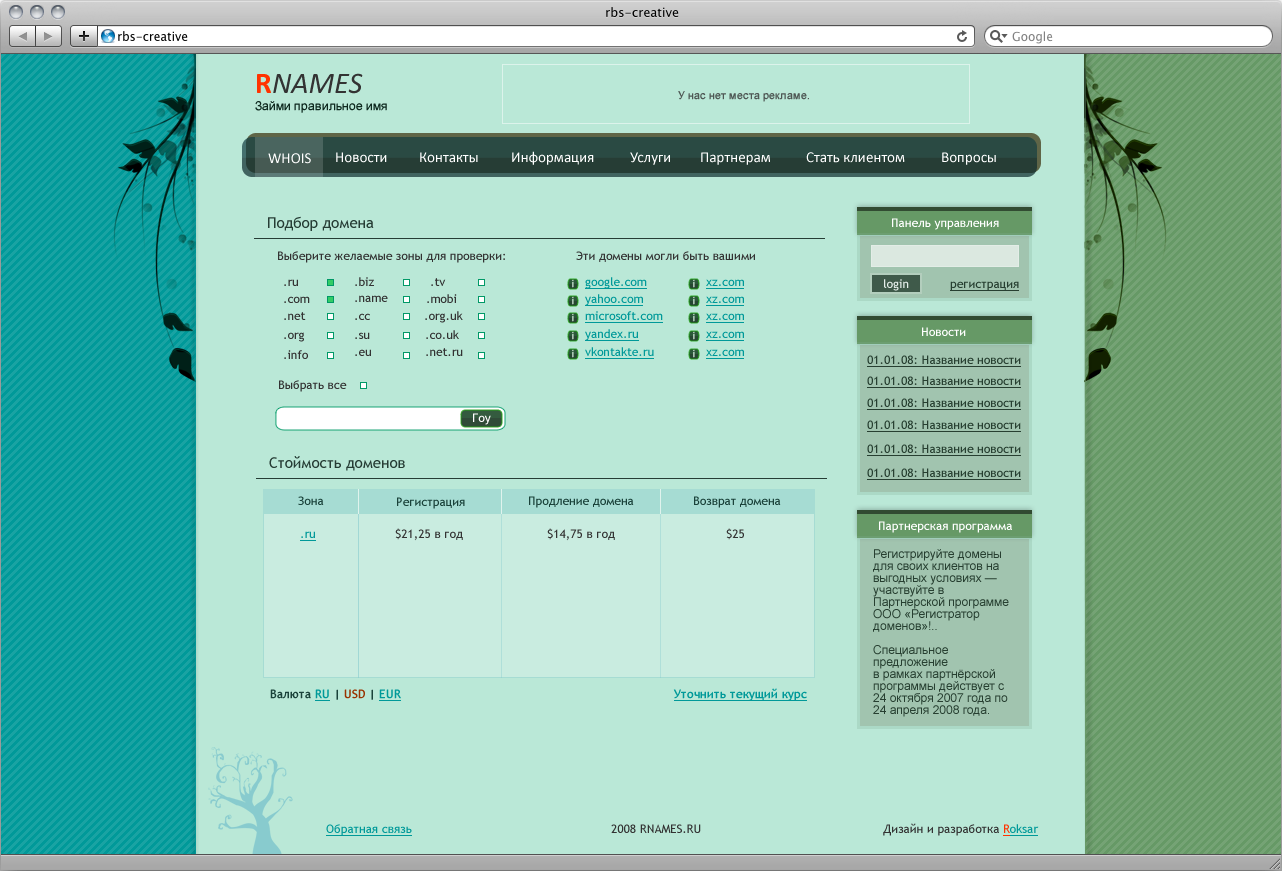 rbs-creative
rbs-creative
Google
RNAMES
Займи правильное имя
У нас нет места рекламе.
WHOIS Новости Контакты Информация Услуги Партнерам Стать клиентом Вопросы
Подбор домена
Выберите желаемые зоны для проверки:
.ru .biz .tv
.com .name .mobi
.net .cc .org.uk
.org .su .co.uk
.info .eu .net.ru
Выбрать все
Гоу
Эти домены могли быть вашими
google.com xz.com
yahoo.com xz.com
microsoft.com xz.com
yandex.ru xz.com
vkontakte.ru xz.com
Стоймость доменов
Зона Регистрация Продление домена Возврат домена
.ru $21,25 в год $14,75 в год $25
Валюта RU | USD | EUR
Уточнить текущий курс
Панель управления
login регистрация
Новости
01.01.08: Название новости
01.01.08: Название новости
01.01.08: Название новости
01.01.08: Название новости
01.01.08: Название новости
01.01.08: Название новости
Партнерская программа
Регистрируйте домены
для своих клиентов на
выгодных условиях —
участвуйте в
Партнерской программе
ООО «Регистратор
доменов»!..
Специальное
предложение
в рамках партнёрской
программы действует с
24 октября 2007 года по
24 апреля 2008 года.
Обратная связь
2008 RNAMES.RU
Дизайн и разработка Roksar